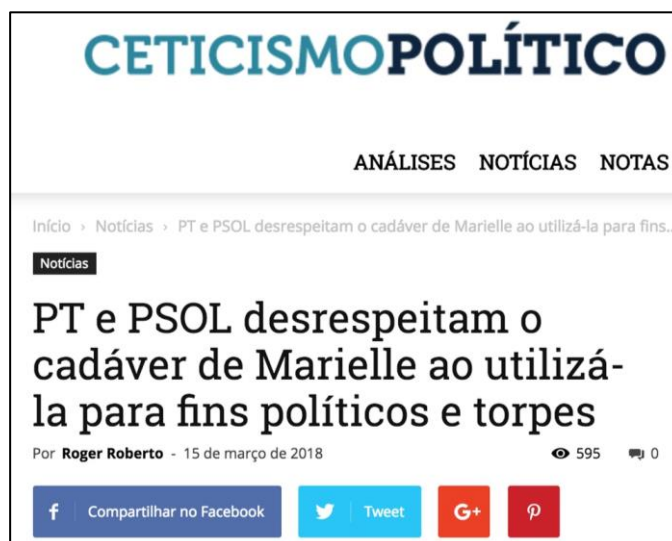 CETICISMOPOLÍTICO
ANÁLISES NOTÍCIAS NOTAS
Início › Notícias › PT e PSOL desrespeitam o cadáver de Marielle ao utilizá-la para fins...
Notícias
PT e PSOL desrespeitam o
cadáver de Marielle ao utilizá-
la para fins políticos e torpes
Por Roger Roberto - 15 de março de 2018 595 0
f Compartilhar no Facebook Tweet G+